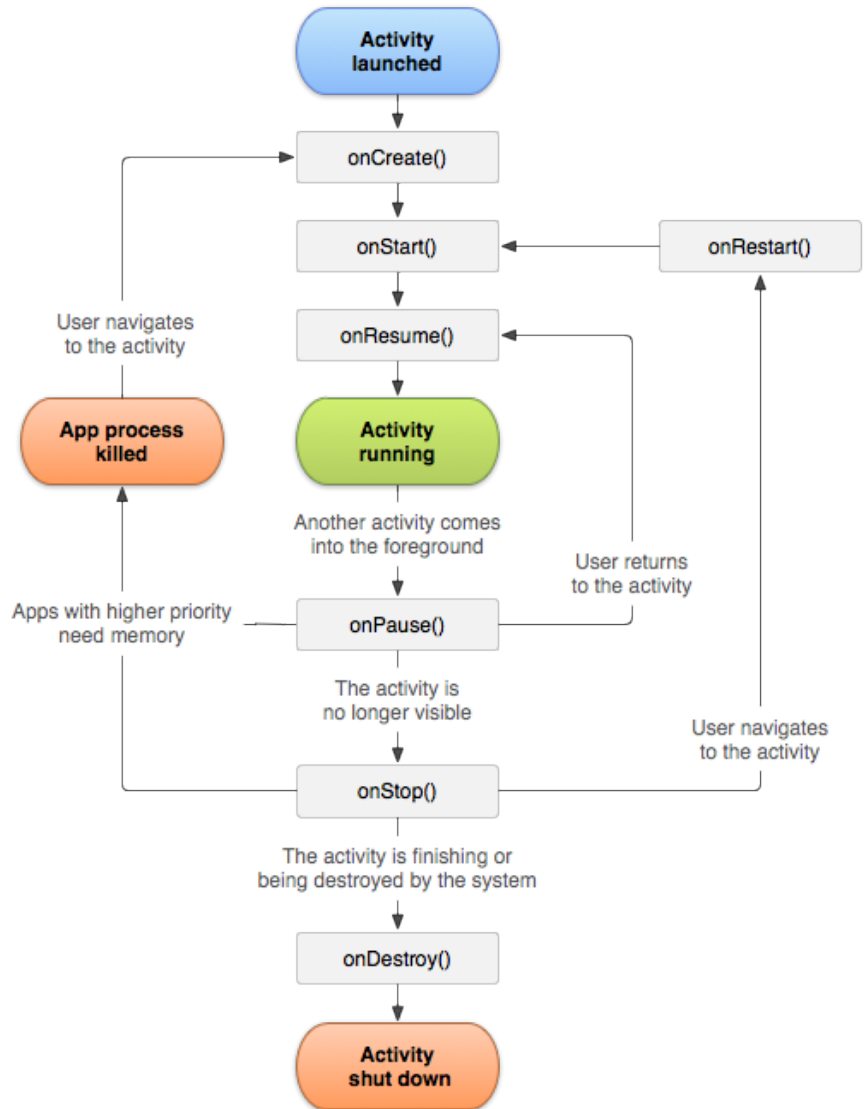 Activity
launched
onCreate()
onStart()
onRestart()
User navigates
to the activity
onResume()
App process
killed
Activity
running
Another activity comes
into the foreground
User returns
to the activity
Apps with higher priority
need memory
onPause()
The activity is
no longer visible
User navigates
to the activity
onStop()
The activity is finishing or
being destroyed by the system
onDestroy()
Activity
shut down